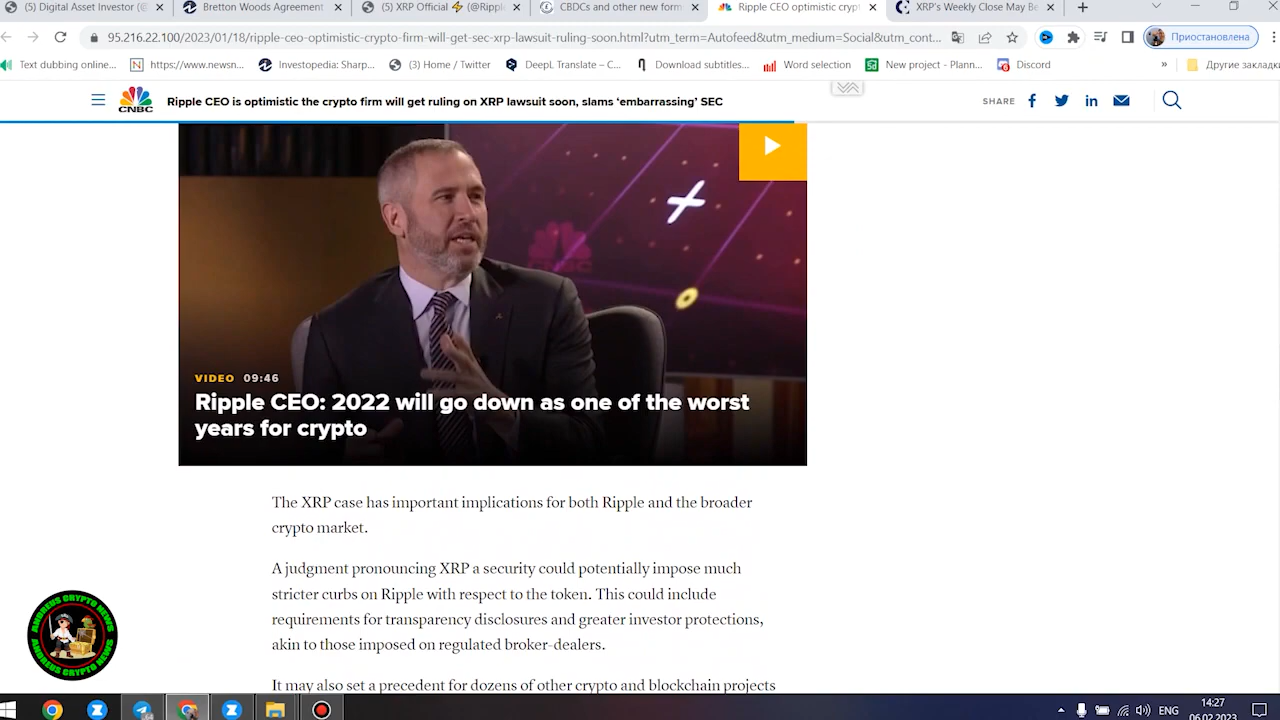 (5) Digital Asset Investor (@
Bretton Woods Agreement
(5) XRP Official ⚡ (@Rippl
CBDCs and other new form
Ripple CEO optimistic crypt
XRP's Weekly Close May Be
95.216.22.100/2023/01/18/ripple-ceo-optimistic-crypto-firm-will-get-sec-xrp-lawsuit-ruling-soon.html?utm_term=Autofeed&utm_medium=Social&utm_cont...
Приостановлена
Text dubbing online...
https://www.newsn...
Investopedia: Sharp...
(3) Home / Twitter
DeepL Translate – C...
Download subtitles...
Word selection
New project - Plann...
Discord
»
Другие закладки
CNBC
Ripple CEO is optimistic the crypto firm will get ruling on XRP lawsuit soon, slams ‘embarrassing’ SEC
SHARE
CNBC
VIDEO 09:46
Ripple CEO: 2022 will go down as one of the worst
years for crypto
The XRP case has important implications for both Ripple and the broader
crypto market.
A judgment pronouncing XRP a security could potentially impose much
stricter curbs on Ripple with respect to the token. This could include
requirements for transparency disclosures and greater investor protections,
akin to those imposed on regulated broker-dealers.
It may also set a precedent for dozens of other crypto and blockchain projects
ANDREUS CRYPTO NEWS
ANDREUS CRYPTO NEWS
ENG
14:27
06.02.2023